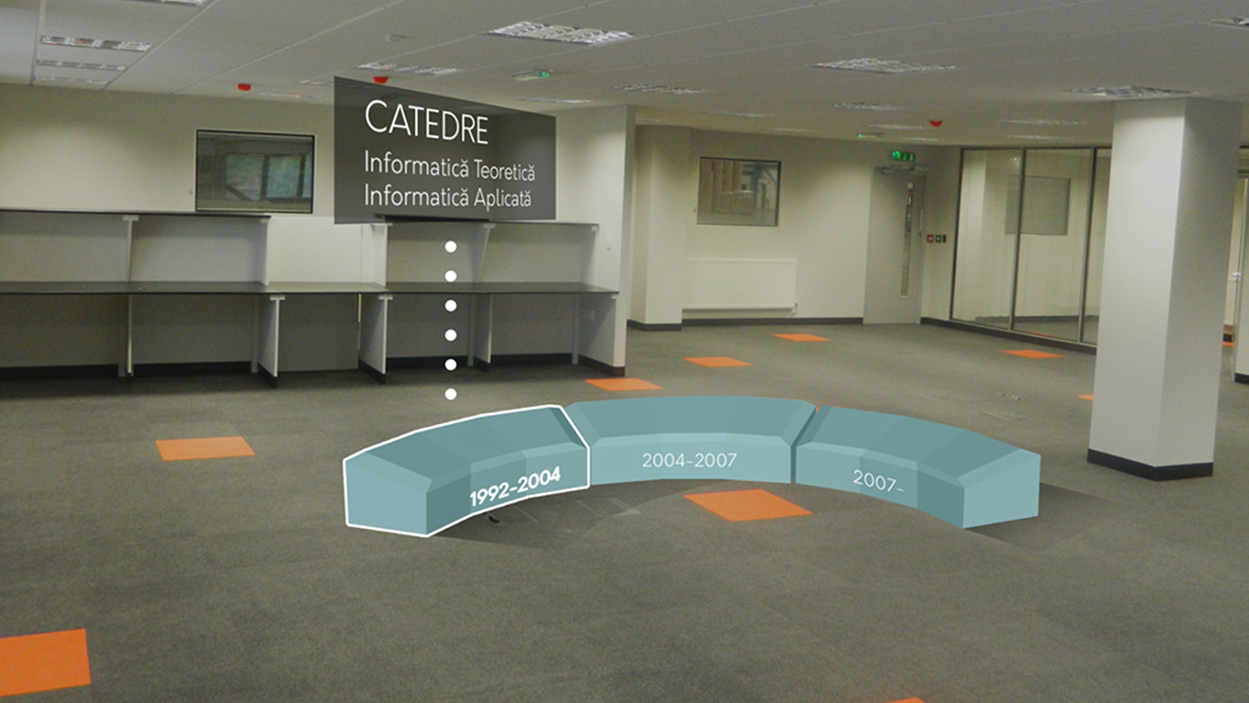 CATEDRE
Informatică Teoretică
Informatică Aplicată
1992-2004
2004-2007
2007-